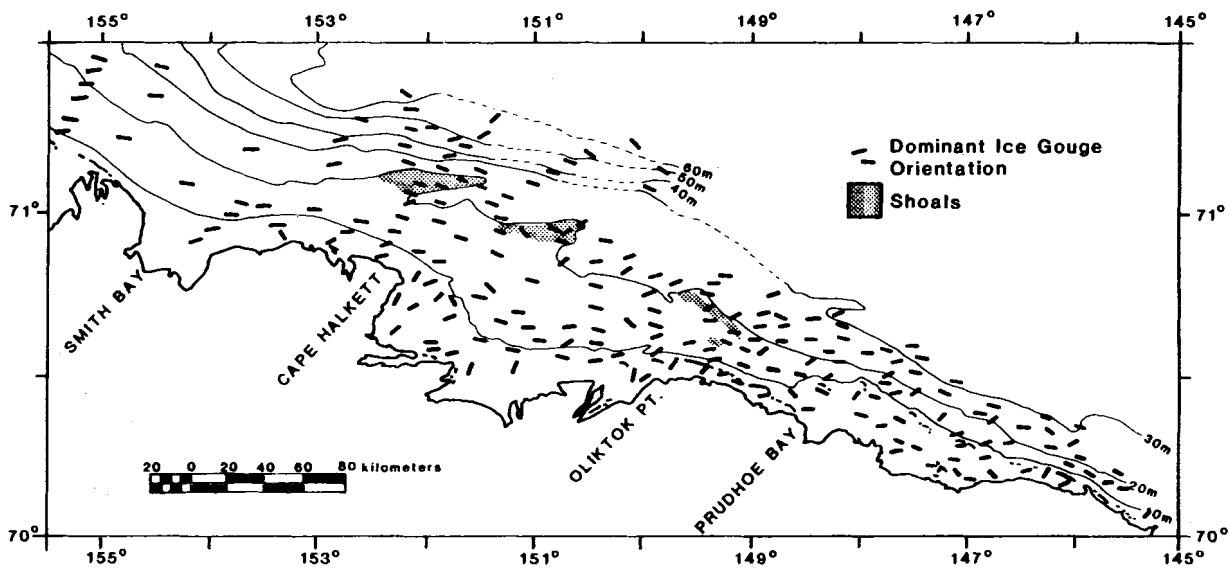 155° 153° 151° 149° 147° 145°
Dominant Ice Gouge
Orientation
Shoals
60m
50m
40m
71° 71°
SMITH BAY
CAPE HALKETT
OLIKTOK PT.
PRUDHOE BAY
30m
20m
10m
20 0 20 40 60 80 kilometers
70° 70°
155° 153° 151° 149° 147° 145°